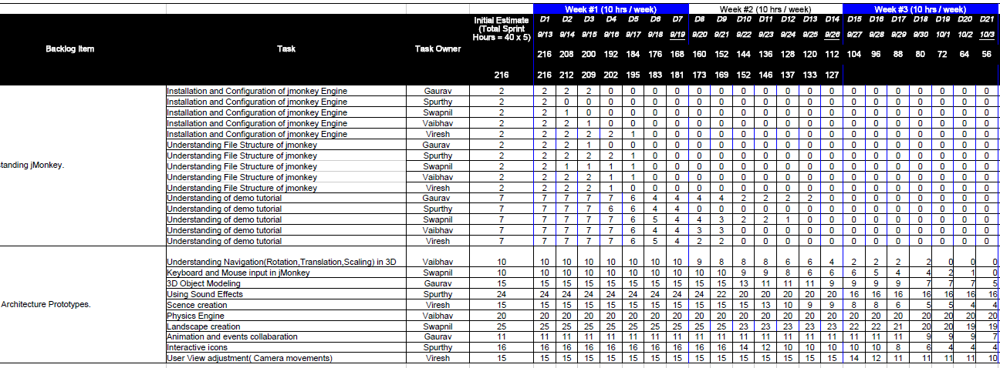 Week #1 (10 hrs / week) Week #2 (10 hrs / week) Week #3 (10 hrs / week)
Backlog Item Task Task Owner Initial Estimate (Total Sprint Hours = 40 x 5) D1 D2 D3 D4 D5 D6 D7 D8 D9 D10 D11 D12 D13 D14 D15 D16 D17 D18 D19 D20 D21
9/13 9/14 9/15 9/16 9/17 9/18 9/19 9/20 9/21 9/22 9/23 9/24 9/25 9/26 9/27 9/28 9/29 9/30 10/1 10/2 10/3
216 208 200 192 184 176 168 160 152 144 136 128 120 112 104 96 88 80 72 64 56
216 216 212 209 202 195 183 181 173 169 152 146 137 133 127
Installation and Configuration of jmonkey Engine Gaurav 2 2 2 2 0 0 0 0 0 0 0 0 0 0 0 0 0 0 0 0 0 0
Installation and Configuration of jmonkey Engine Spurthy 2 2 0 0 0 0 0 0 0 0 0 0 0 0 0 0 0 0 0 0 0 0
Installation and Configuration of jmonkey Engine Swapnil 2 2 1 0 0 0 0 0 0 0 0 0 0 0 0 0 0 0 0 0 0 0
Installation and Configuration of jmonkey Engine Vaibhav 2 2 2 1 0 0 0 0 0 0 0 0 0 0 0 0 0 0 0 0 0 0
Installation and Configuration of jmonkey Engine Viresh 2 2 2 2 2 1 0 0 0 0 0 0 0 0 0 0 0 0 0 0 0 0
Understanding File Structure of jmonkey Gaurav 2 2 2 1 0 0 0 0 0 0 0 0 0 0 0 0 0 0 0 0 0 0
Understanding File Structure of jmonkey Spurthy 2 2 2 2 2 1 0 0 0 0 0 0 0 0 0 0 0 0 0 0 0 0
standing jMonkey. Understanding File Structure of jmonkey Swapnil 2 2 1 1 1 1 0 0 0 0 0 0 0 0 0 0 0 0 0 0 0 0
Understanding File Structure of jmonkey Vaibhav 2 2 2 2 1 1 0 0 0 0 0 0 0 0 0 0 0 0 0 0 0 0
Understanding File Structure of jmonkey Viresh 2 2 2 2 1 0 0 0 0 0 0 0 0 0 0 0 0 0 0 0 0 0
Understanding of demo tutorial Gaurav 7 7 7 7 7 6 4 4 4 4 2 2 2 2 0 0 0 0 0 0 0 0
Understanding of demo tutorial Spurthy 7 7 7 7 6 6 4 4 0 0 0 0 0 0 0 0 0 0 0 0 0 0
Understanding of demo tutorial Swapnil 7 7 7 7 7 6 5 4 4 3 2 2 1 0 0 0 0 0 0 0 0 0
Understanding of demo tutorial Vaibhav 7 7 7 7 7 6 4 4 3 3 0 0 0 0 0 0 0 0 0 0 0 0
Understanding of demo tutorial Viresh 7 7 7 7 7 6 5 4 2 2 0 0 0 0 0 0 0 0 0 0 0 0
Understanding Navigation(Rotation,Translation,Scaling) in 3D Vaibhav 10 10 10 10 10 10 10 10 9 8 8 8 6 6 4 2 2 2 2 0 0 0
Keyboard and Mouse input in jMonkey Swapnil 10 10 10 10 10 10 10 10 10 10 9 9 8 6 6 6 5 4 4 2 1 0
3D Object Modeling Gaurav 15 15 15 15 15 15 15 15 15 15 13 11 11 11 9 9 9 9 7 7 7 5
Using Sound Effects Spurthy 24 24 24 24 24 24 24 24 24 22 20 20 20 20 20 16 16 16 16 16 16 16
Architecture Prototypes. Scence creation Viresh 15 15 15 15 15 15 15 15 15 15 15 13 10 9 9 8 8 6 5 5 4 4
Physics Engine Vaibhav 20 20 20 20 20 20 20 20 20 20 20 20 20 20 20 20 20 20 20 20 20 20
Landscape creation Swapnil 25 25 25 25 25 25 25 25 25 25 23 23 23 23 23 22 22 21 20 20 19 19
Animation and events collabaration Gaurav 11 11 11 11 11 11 11 11 11 11 11 11 11 11 11 11 11 11 9 9 9 7
Interactive icons Spurthy 16 16 16 16 16 16 16 16 16 16 14 12 10 10 10 10 10 8 6 4 4 4
User View adjustment( Camera movements) Viresh 15 15 15 15 15 15 15 15 15 15 15 15 15 15 15 14 12 11 11 11 11 10